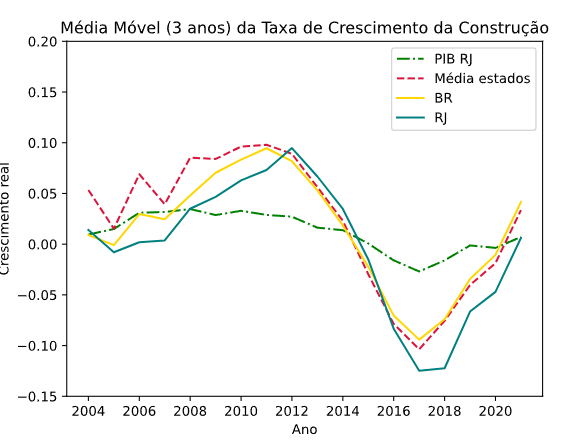 Média Móvel (3 anos) da Taxa de Crescimento da Construção
0.20
0.15
0.10
0.05
0.00
−0.05
−0.10
−0.15
Crescimento real
PIB RJ
Média estados
BR
RJ
2004 2006 2008 2010 2012 2014 2016 2018 2020
Ano